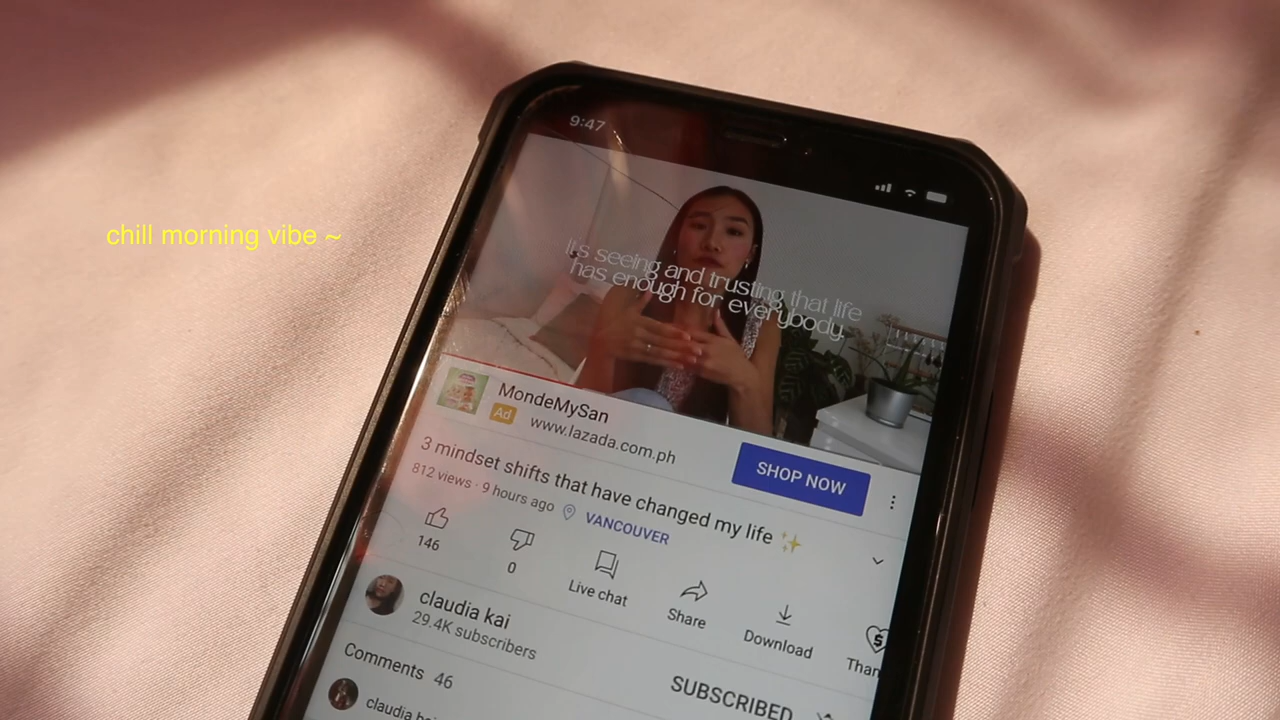 chill morning vibe ~
9:47
it's seeing and trusting that life
has enough for everybody.
MondeMySan
Ad www.lazada.com.ph
SHOP NOW
3 mindset shifts that have changed my life ✨
812 views · 9 hours ago VANCOUVER
146
0
Live chat
Share
Download
Than
claudia kai
29.4K subscribers
SUBSCRIBED
Comments 46
claudia